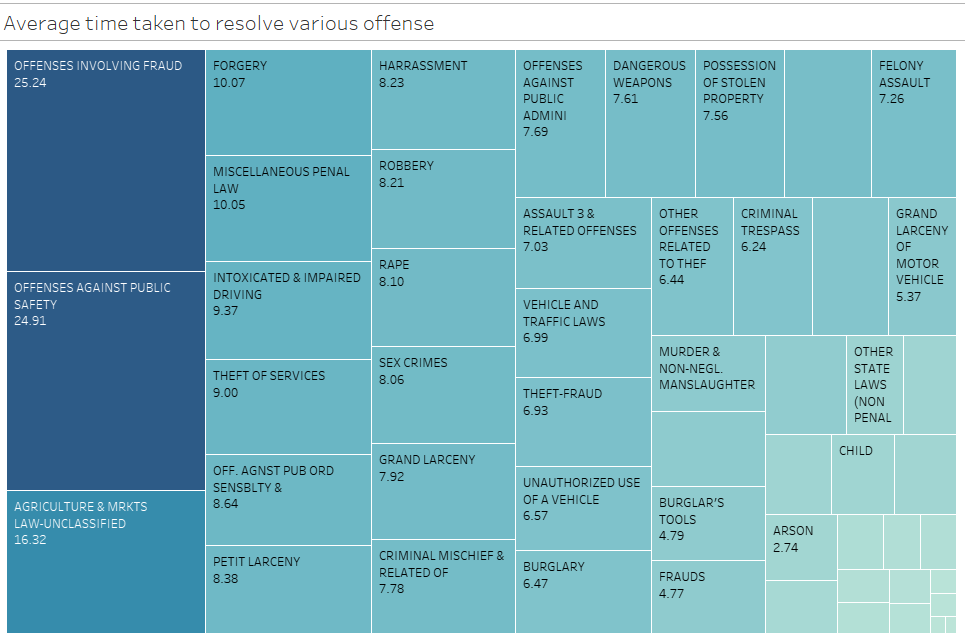 Average time taken to resolve various offense
OFFENSES INVOLVING FRAUD
25.24
OFFENSES AGAINST PUBLIC
SAFETY
24.91
AGRICULTURE & MRKTS
LAW-UNCLASSIFIED
16.32
FORGERY
10.07
MISCELLANEOUS PENAL
LAW
10.05
INTOXICATED & IMPAIRED
DRIVING
9.37
THEFT OF SERVICES
9.00
OFF. AGNST PUB ORD
SENSBLTY &
8.64
PETIT LARCENY
8.38
HARRASSMENT
8.23
ROBBERY
8.21
RAPE
8.10
SEX CRIMES
8.06
GRAND LARCENY
7.92
CRIMINAL MISCHIEF &
RELATED OF
7.78
OFFENSES
AGAINST
PUBLIC
ADMINI
7.69
DANGEROUS
WEAPONS
7.61
POSSESSION
OF STOLEN
PROPERTY
7.56
FELONY
ASSAULT
7.26
ASSAULT 3 &
RELATED OFFENSES
7.03
VEHICLE AND
TRAFFIC LAWS
6.99
THEFT-FRAUD
6.93
UNAUTHORIZED USE
OF A VEHICLE
6.57
BURGLARY
6.47
OTHER
OFFENSES
RELATED
TO THEF
6.44
CRIMINAL
TRESPASS
6.24
GRAND
LARCENY
OF
MOTOR
VEHICLE
5.37
MURDER &
NON-NEGL.
MANSLAUGHTER
BURGLAR'S
TOOLS
4.79
FRAUDS
4.77
OTHER
STATE
LAWS
(NON
PENAL
CHILD
ARSON
2.74